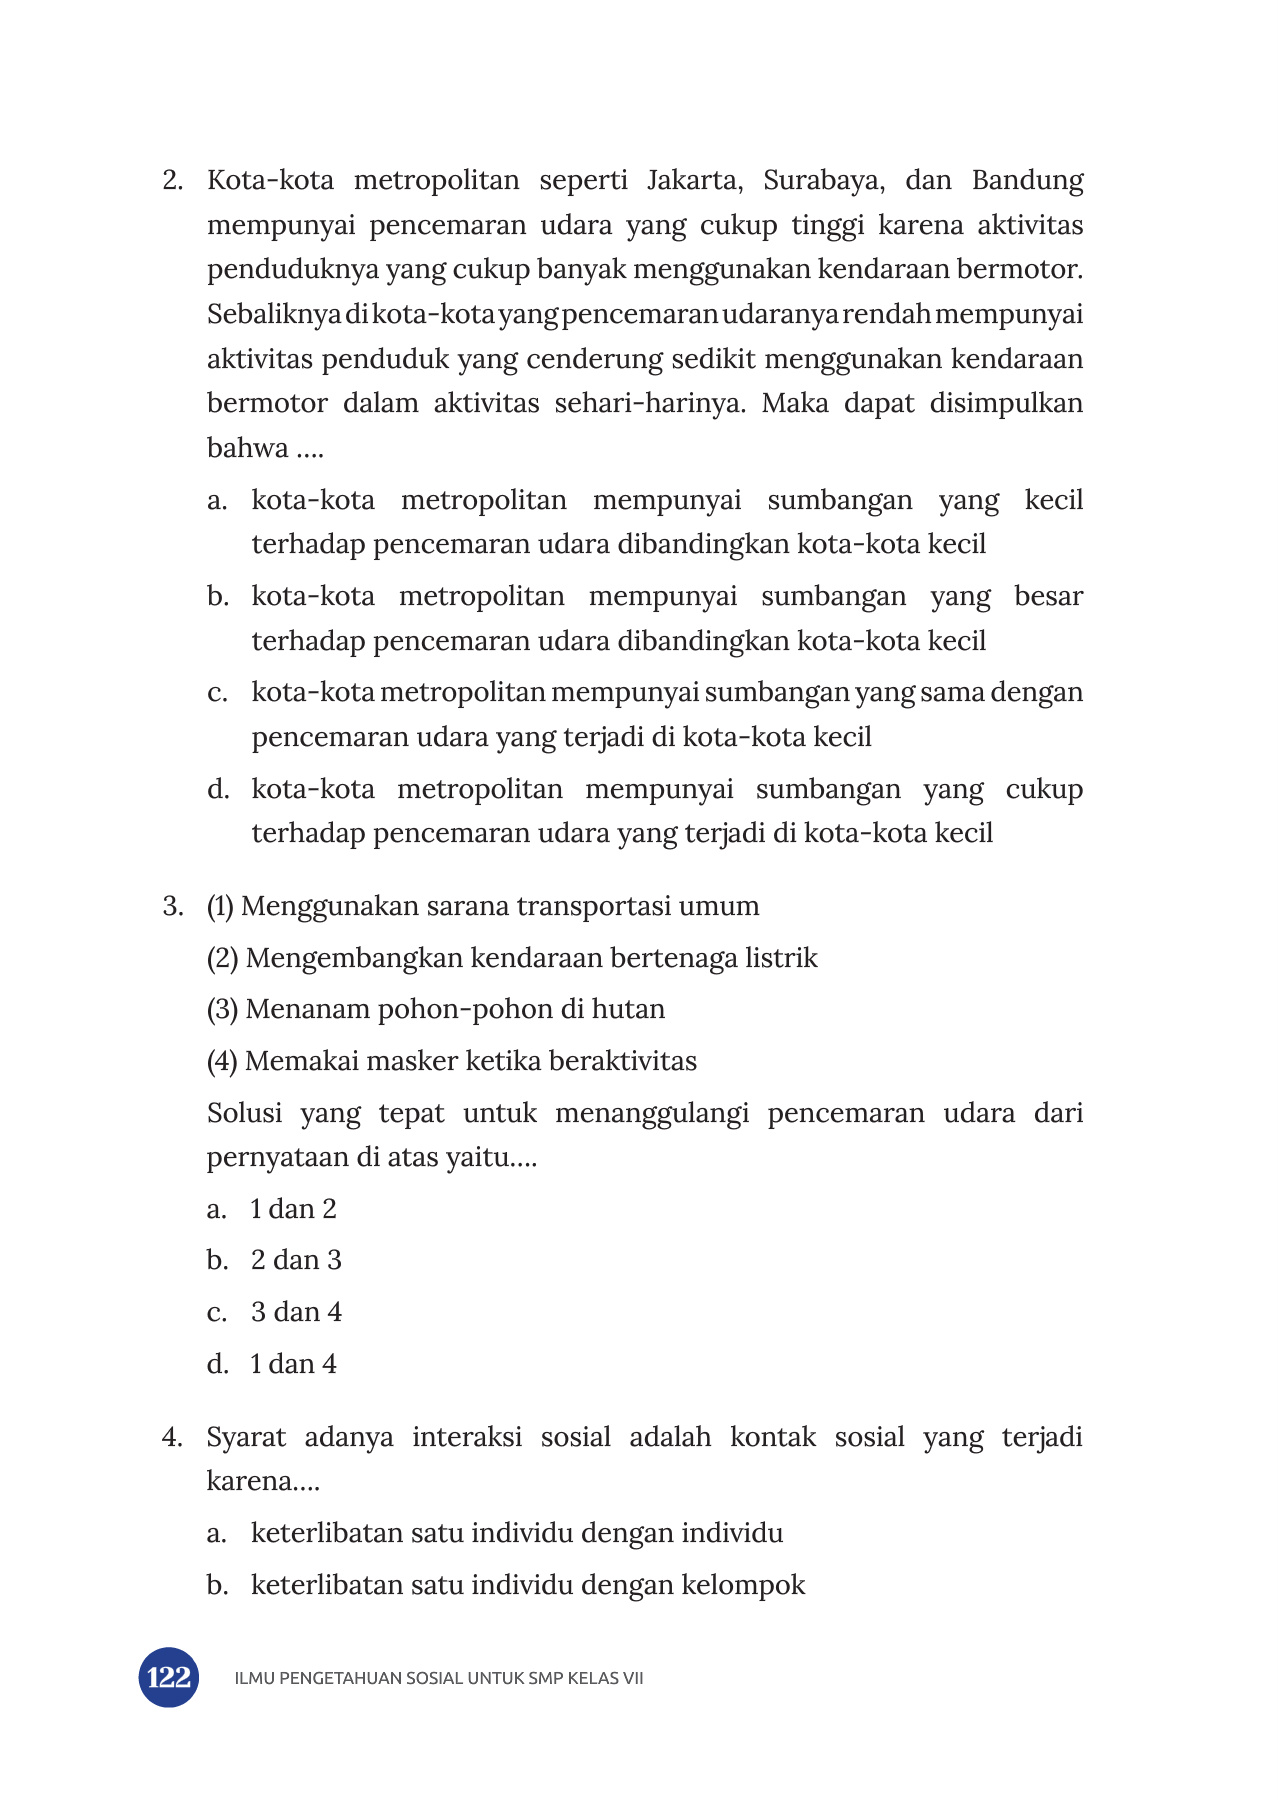 2. Kota-kota metropolitan seperti Jakarta, Surabaya, dan Bandung
mempunyai pencemaran udara yang cukup tinggi karena aktivitas
penduduknya yang cukup banyak menggunakan kendaraan bermotor.
Sebaliknya di kota-kota yang pencemaran udaranya rendah mempunyai
aktivitas penduduk yang cenderung sedikit menggunakan kendaraan
bermotor dalam aktivitas sehari-harinya. Maka dapat disimpulkan
bahwa ....
a. kota-kota metropolitan mempunyai sumbangan yang kecil
terhadap pencemaran udara dibandingkan kota-kota kecil
b. kota-kota metropolitan mempunyai sumbangan yang besar
terhadap pencemaran udara dibandingkan kota-kota kecil
c. kota-kota metropolitan mempunyai sumbangan yang sama dengan
pencemaran udara yang terjadi di kota-kota kecil
d. kota-kota metropolitan mempunyai sumbangan yang cukup
terhadap pencemaran udara yang terjadi di kota-kota kecil
3. (1) Menggunakan sarana transportasi umum
(2) Mengembangkan kendaraan bertenaga listrik
(3) Menanam pohon-pohon di hutan
(4) Memakai masker ketika beraktivitas
Solusi yang tepat untuk menanggulangi pencemaran udara dari
pernyataan di atas yaitu....
a. 1 dan 2
b. 2 dan 3
c. 3 dan 4
d. 1 dan 4
4. Syarat adanya interaksi sosial adalah kontak sosial yang terjadi
karena....
a. keterlibatan satu individu dengan individu
b. keterlibatan satu individu dengan kelompok
122 ILMU PENGETAHUAN SOSIAL UNTUK SMP KELAS VII